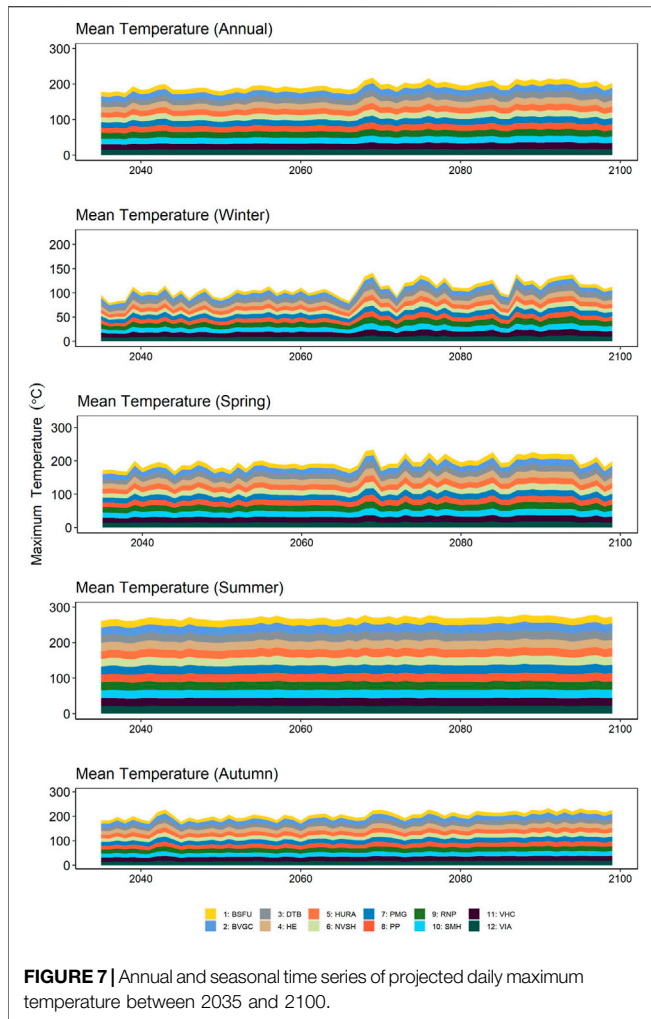 Mean Temperature (Annual)
300
200
100
0
2040 2060 2080 2100
Mean Temperature (Winter)
200
150
100
50
0
2040 2060 2080 2100
Mean Temperature (Spring)
300
200
100
0
2040 2060 2080 2100
Maximum Temperature (°C)
Mean Temperature (Summer)
300
200
100
0
2040 2060 2080 2100
Mean Temperature (Autumn)
300
200
100
0
2040 2060 2080 2100
1: BSFU 3: DTB 5: HURA 7: PMG 9: RNP 11: VHC
2: BVGC 4: HE 6: NVSH 8: PP 10: SMH 12: VIA
FIGURE 7 | Annual and seasonal time series of projected daily maximum
temperature between 2035 and 2100.